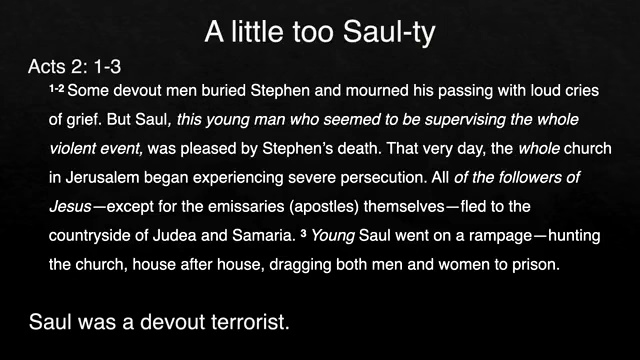 A little too Saul-ty
Acts 2: 1-3
1-2 Some devout men buried Stephen and mourned his passing with loud cries
of grief. But Saul, this young man who seemed to be supervising the whole
violent event, was pleased by Stephen’s death. That very day, the whole church
in Jerusalem began experiencing severe persecution. All of the followers of
Jesus—except for the emissaries (apostles) themselves—fled to the
countryside of Judea and Samaria. 3 Young Saul went on a rampage—hunting
the church, house after house, dragging both men and women to prison.
Saul was a devout terrorist.